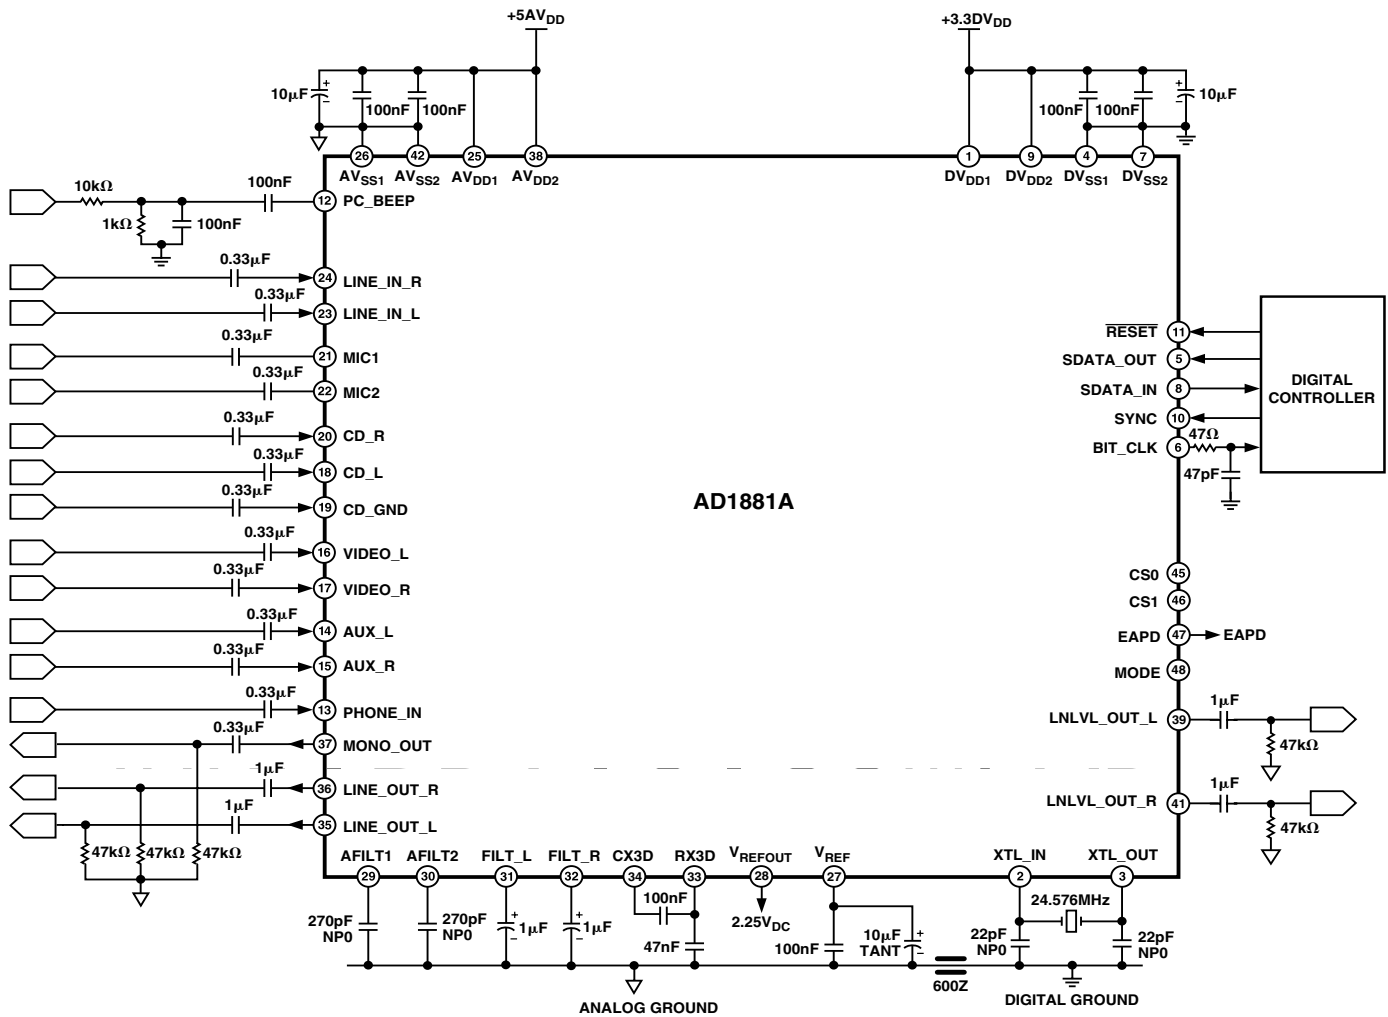 +5AVDD
+3.3DVDD
10μF
100nF
100nF
100nF
100nF
10μF
26
42
25
38
1
9
4
7
AVSS1
AVSS2
AVDD1
AVDD2
DVDD1
DVDD2
DVSS1
DVSS2
10kΩ
100nF
12
PC_BEEP
1kΩ
100nF
0.33μF
24
LINE_IN_R
0.33μF
23
LINE_IN_L
0.33μF
21
MIC1
0.33μF
22
MIC2
0.33μF
20
CD_R
0.33μF
18
CD_L
0.33μF
19
CD_GND
0.33μF
16
VIDEO_L
0.33μF
17
VIDEO_R
0.33μF
14
AUX_L
0.33μF
15
AUX_R
0.33μF
13
PHONE_IN
0.33μF
37
MONO_OUT
1μF
36
LINE_OUT_R
1μF
35
LINE_OUT_L
47kΩ
47kΩ
47kΩ
AD1881A
RESET
11
SDATA_OUT
5
SDATA_IN
8
SYNC
10
BIT_CLK
6
47Ω
47pF
DIGITAL
CONTROLLER
CS0
45
CS1
46
EAPD
47
EAPD
MODE
48
LNLVL_OUT_L
39
1μF
47kΩ
LNLVL_OUT_R
41
1μF
47kΩ
AFILT1
AFILT2
FILT_L
FILT_R
CX3D
RX3D
VREFOUT
VREF
XTL_IN
XTL_OUT
29
30
31
32
34
33
28
27
2
3
270pF
NP0
270pF
NP0
1μF
1μF
100nF
47nF
2.25VDC
100nF
10μF
TANT
24.576MHz
22pF
NP0
22pF
NP0
600Z
ANALOG GROUND
DIGITAL GROUND